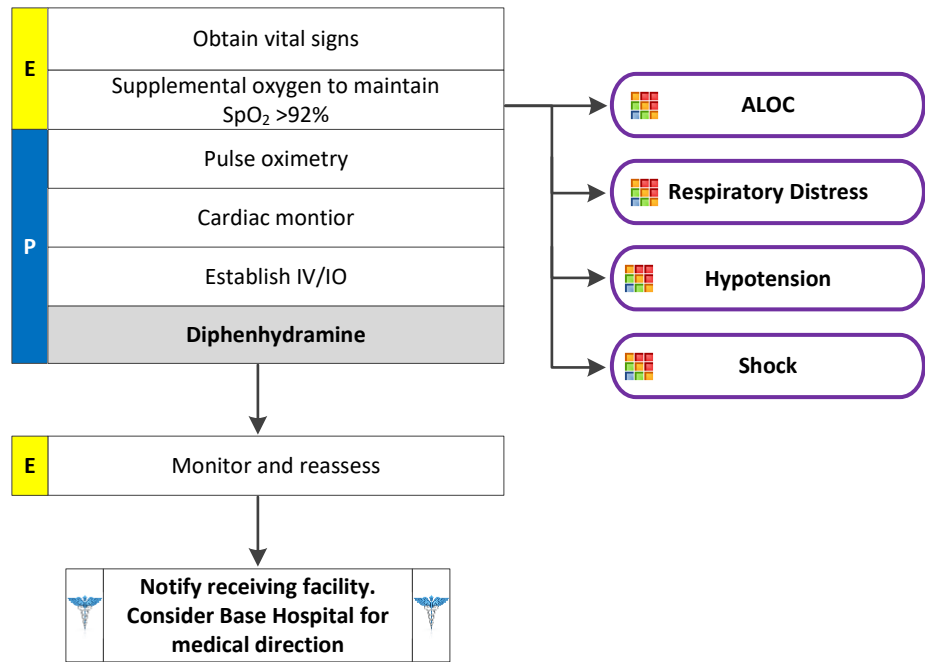 E
Obtain vital signs
Supplemental oxygen to maintain
SpO₂ >92%
P
Pulse oximetry
Cardiac montior
Establish IV/IO
Diphenhydramine
ALOC
Respiratory Distress
Hypotension
Shock
E
Monitor and reassess
Notify receiving facility.
Consider Base Hospital for
medical direction